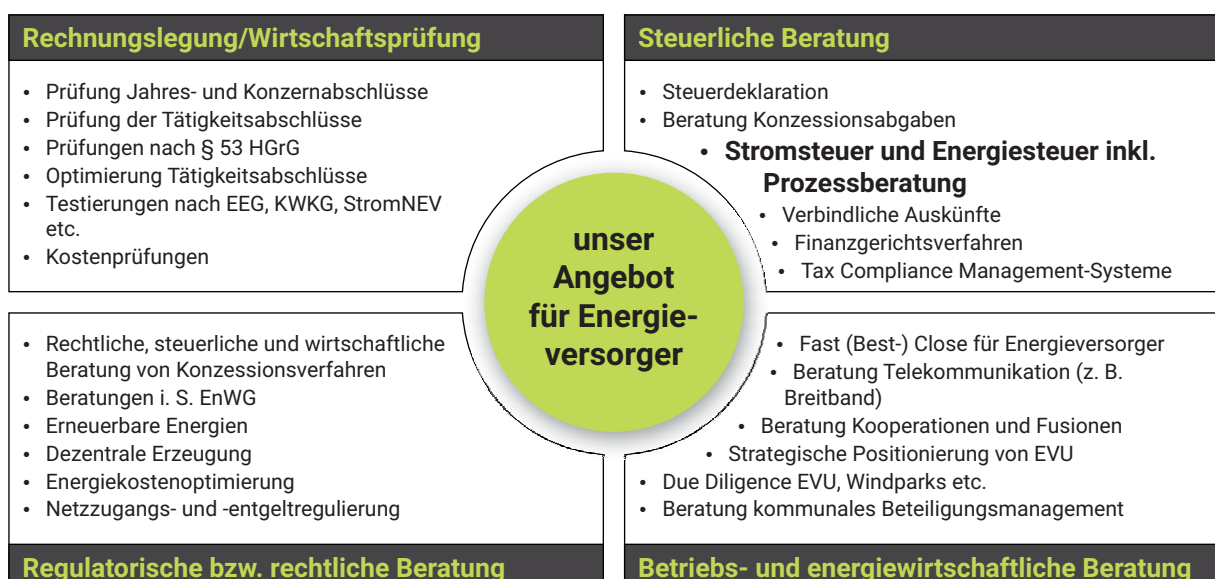 Rechnungslegung/Wirtschaftsprüfung
• Prüfung Jahres- und Konzernabschlüsse
• Prüfung der Tätigkeitsabschlüsse
• Prüfungen nach § 53 HGrG
• Optimierung Tätigkeitsabschlüsse
• Testierungen nach EEG, KWKG, StromNEV
etc.
• Kostenprüfungen
Steuerliche Beratung
• Steuerdeklaration
• Beratung Konzessionsabgaben
• Stromsteuer und Energiesteuer inkl.
Prozessberatung
• Verbindliche Auskünfte
• Finanzgerichtsverfahren
• Tax Compliance Management-Systeme
unser
Angebot
für Energie-
versorger
• Rechtliche, steuerliche und wirtschaftliche
Beratung von Konzessionsverfahren
• Beratungen i. S. EnWG
• Erneuerbare Energien
• Dezentrale Erzeugung
• Energiekostenoptimierung
• Netzzugangs- und -entgeltregulierung
Regulatorische bzw. rechtliche Beratung
• Fast (Best-) Close für Energieversorger
• Beratung Telekommunikation (z. B.
Breitband)
• Beratung Kooperationen und Fusionen
• Strategische Positionierung von EVU
• Due Diligence EVU, Windparks etc.
• Beratung kommunales Beteiligungsmanagement
Betriebs- und energiewirtschaftliche Beratung